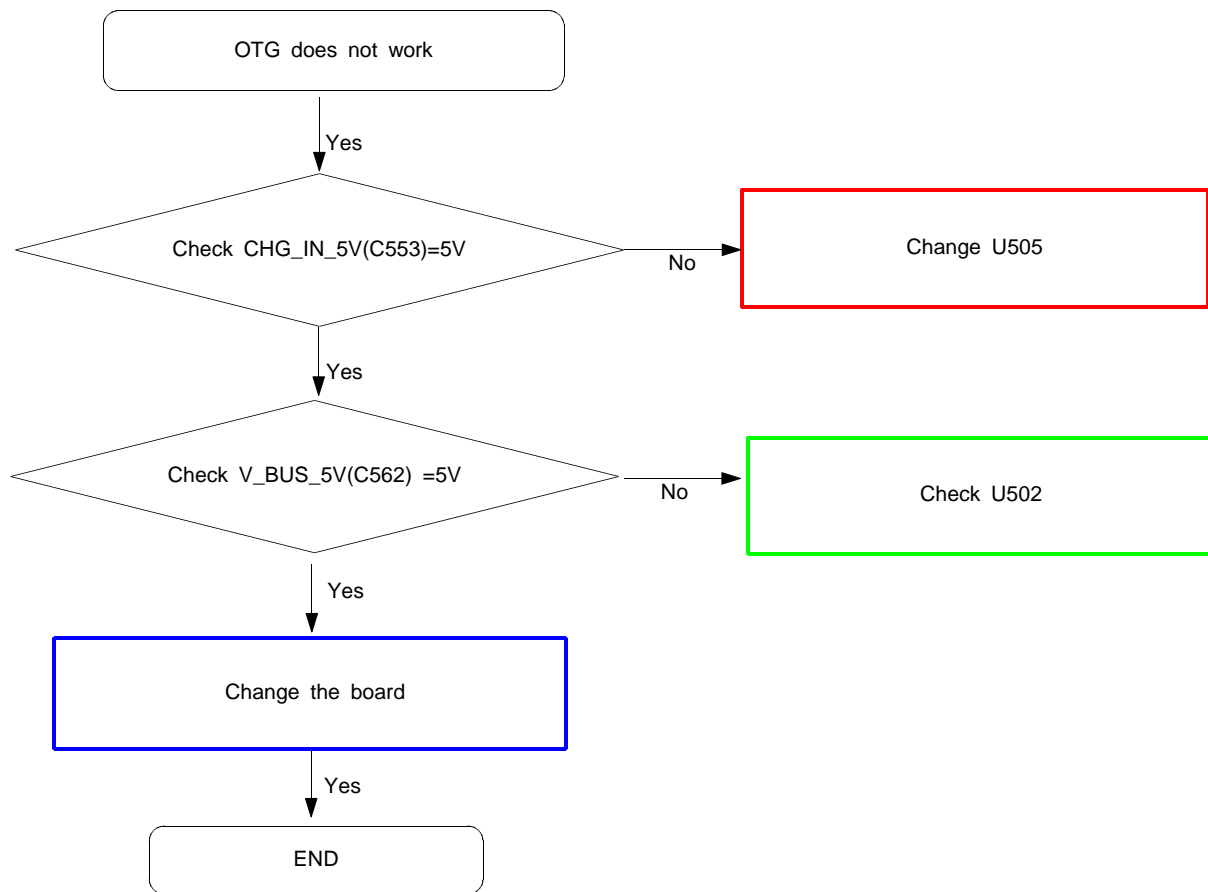 OTG does not work
Yes
Check CHG_IN_5V(C553)=5V
No
Change U505
Yes
Check V_BUS_5V(C562) =5V
No
Check U502
Yes
Change the board
Yes
END